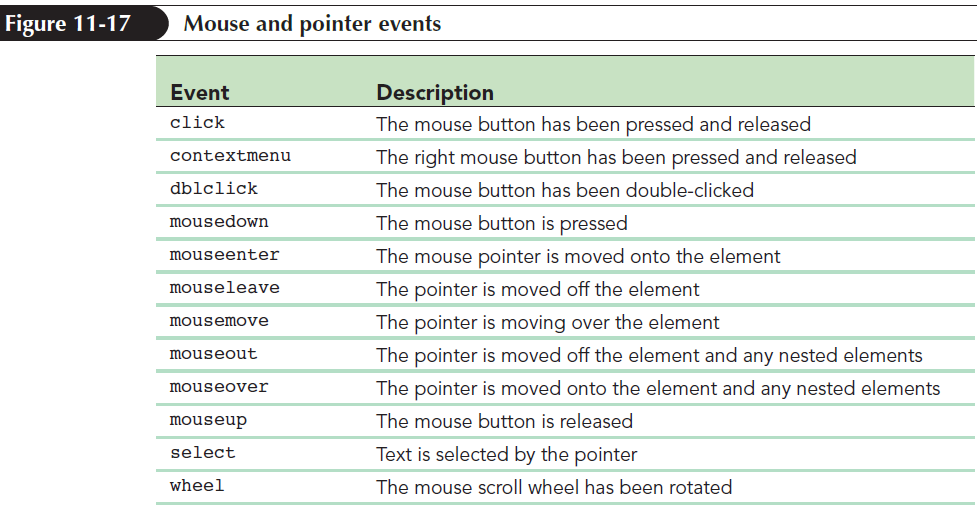 Figure 11-17 Mouse and pointer events
Event Description
click The mouse button has been pressed and released
contextmenu The right mouse button has been pressed and released
dblclick The mouse button has been double-clicked
mousedown The mouse button is pressed
mouseenter The mouse pointer is moved onto the element
mouseleave The pointer is moved off the element
mousemove The pointer is moving over the element
mouseout The pointer is moved off the element and any nested elements
mouseover The pointer is moved onto the element and any nested elements
mouseup The mouse button is released
select Text is selected by the pointer
wheel The mouse scroll wheel has been rotated